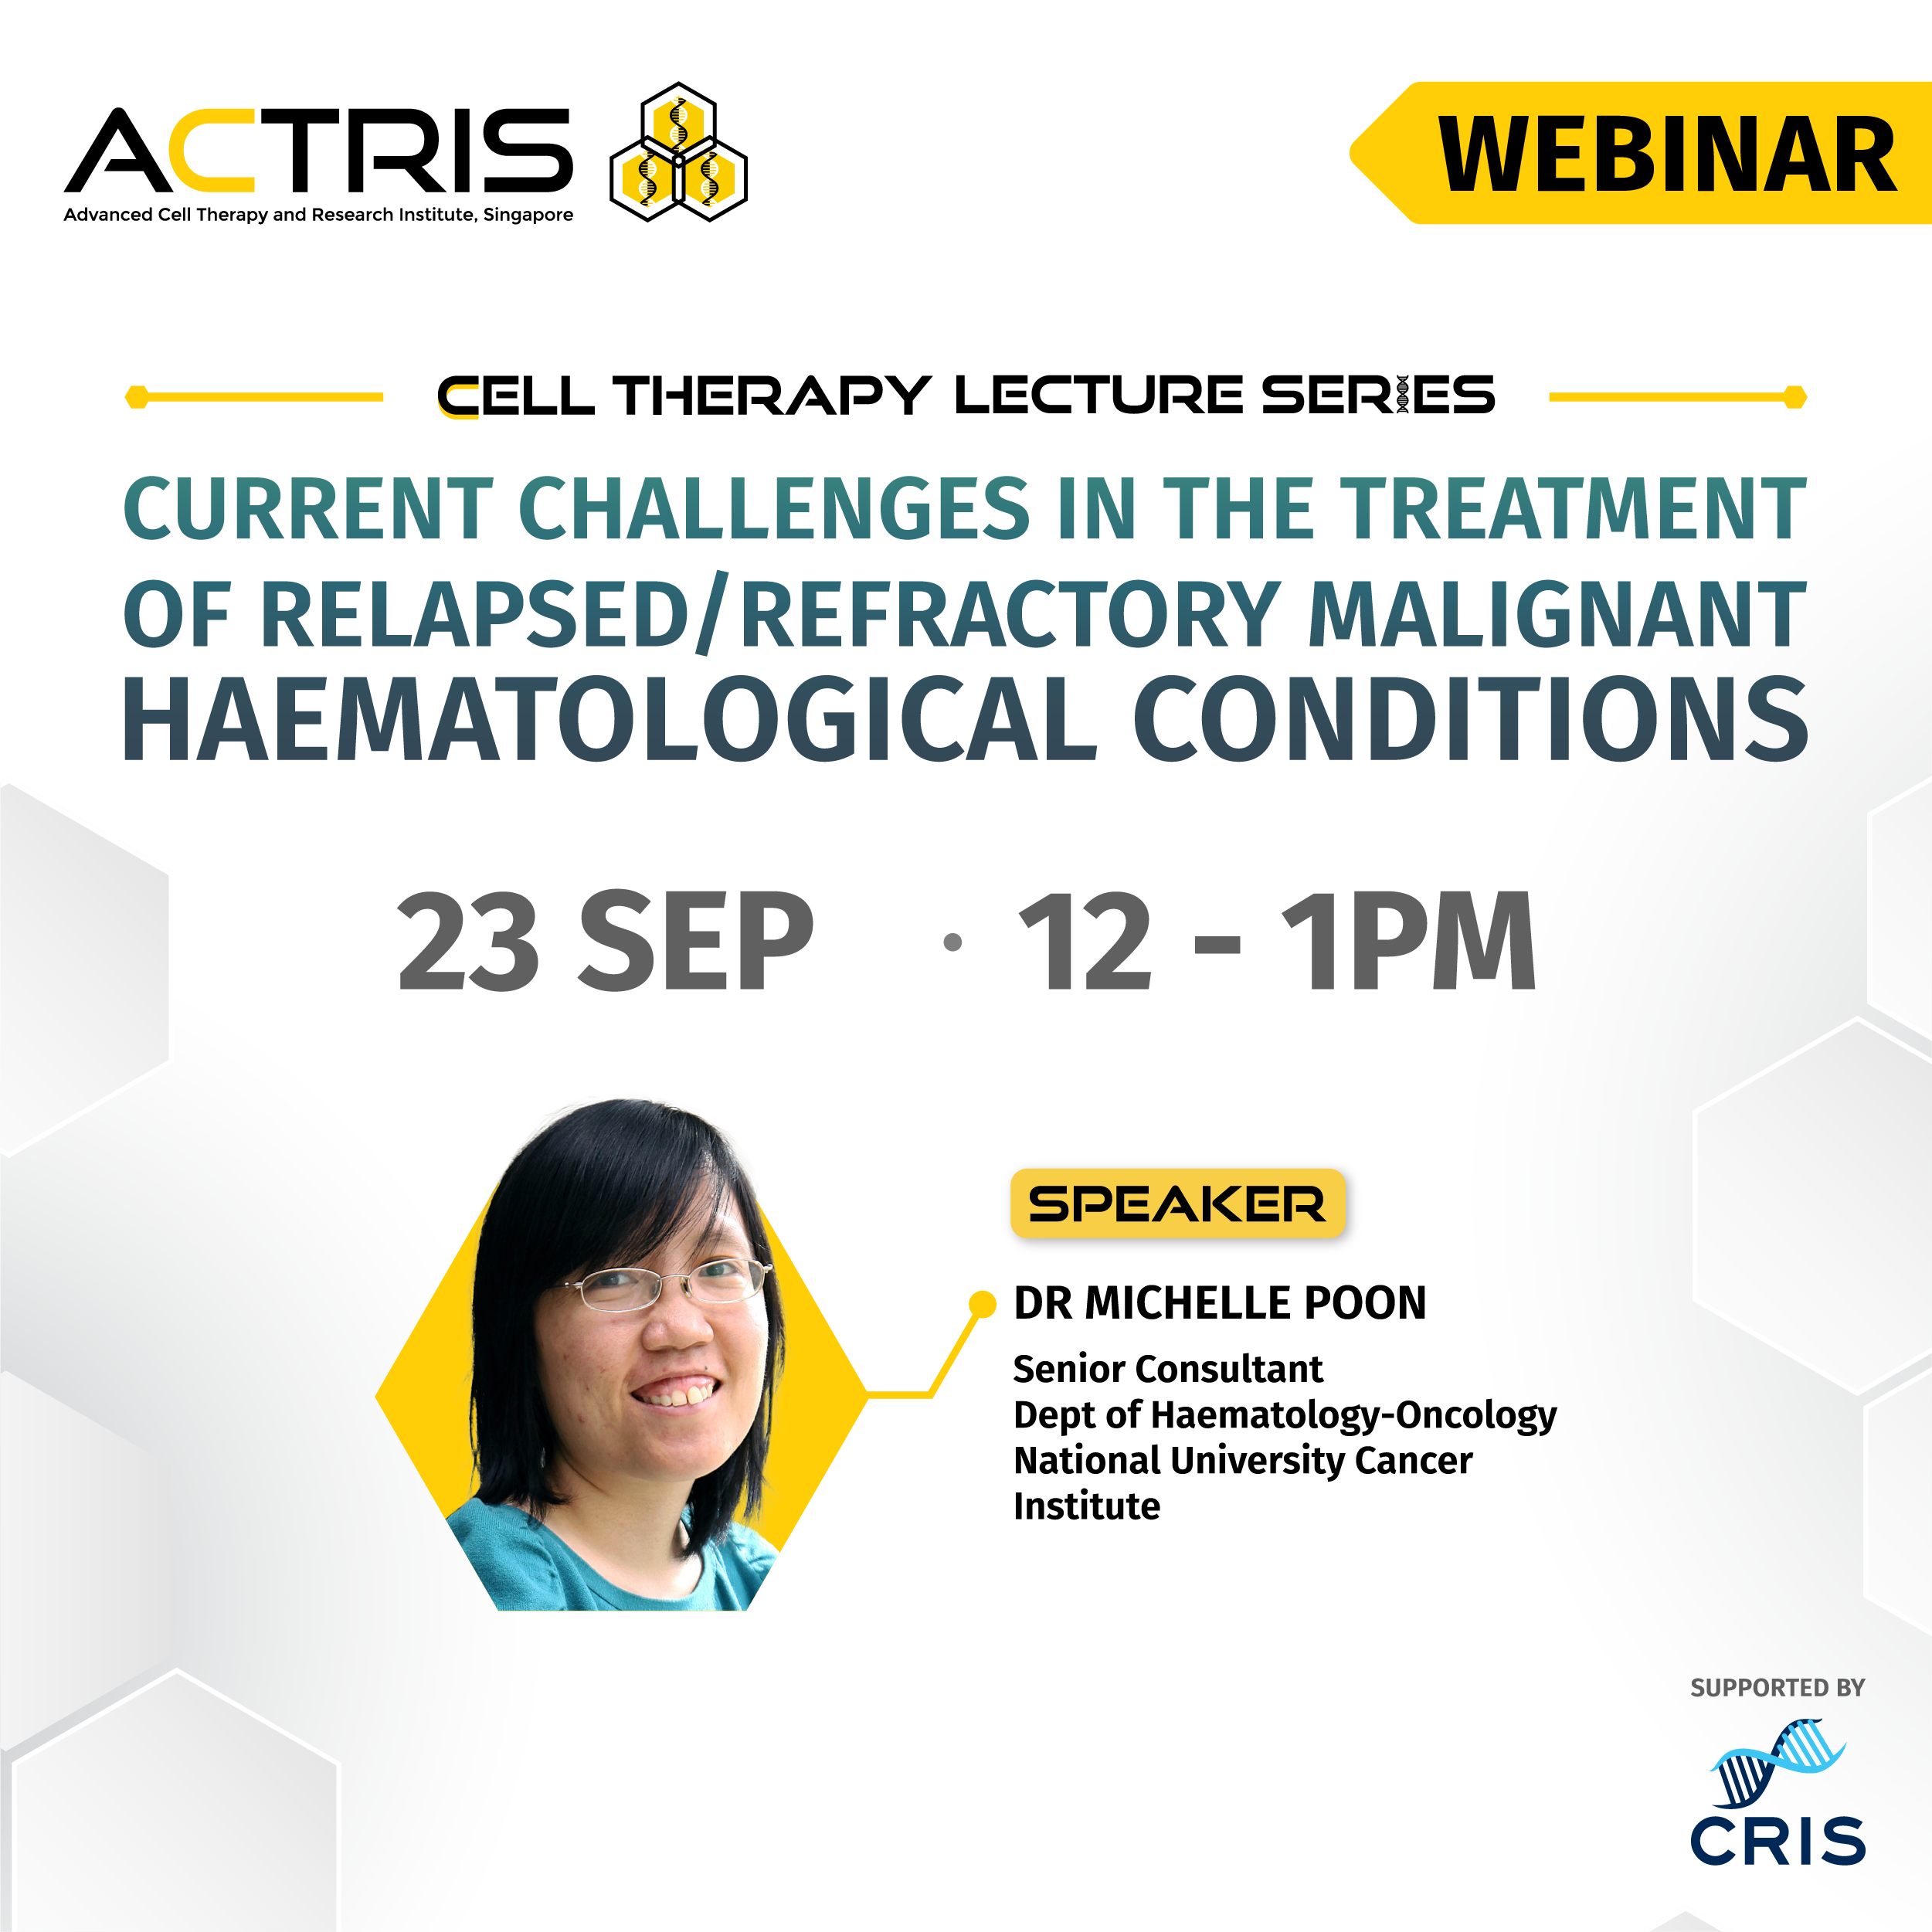 ACTRIS
Advanced Cell Therapy and Research Institute, Singapore
WEBINAR
CELL THERAPY LECTURE SERIES
CURRENT CHALLENGES IN THE TREATMENT
OF RELAPSED/REFRACTORY MALIGNANT
HAEMATOLOGICAL CONDITIONS
23 SEP • 12 - 1PM
SPEAKER
DR MICHELLE POON
Senior Consultant
Dept of Haematology-Oncology
National University Cancer
Institute
SUPPORTED BY
CRIS